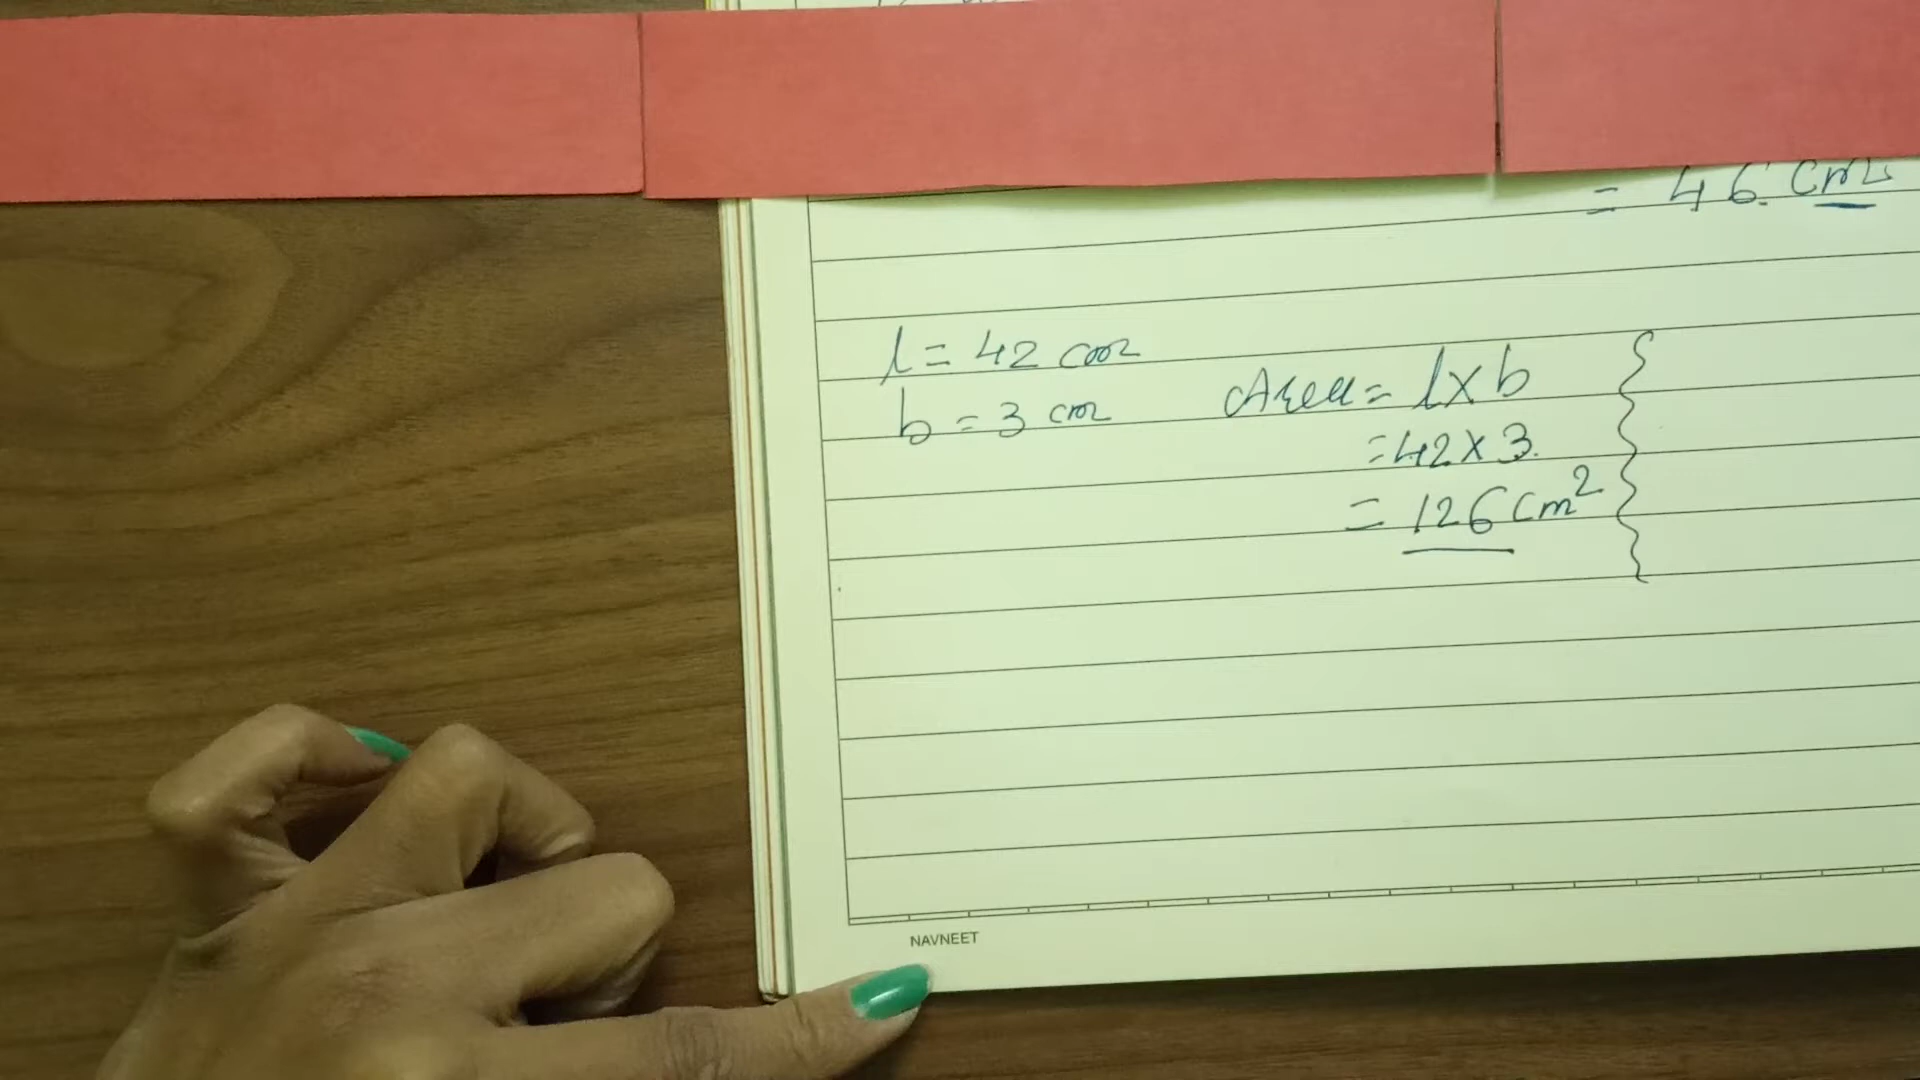 = 46 cm
l = 42 cm
b = 3 cm
Area = l x b
= 42 x 3.
= 126 cm²
NAVNEET